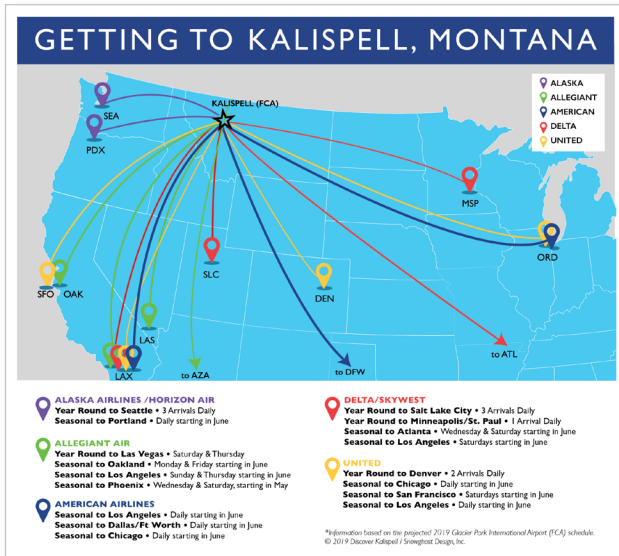 GETTING TO KALISPELL, MONTANA
KALISPELL (FCA)
ALASKA
ALLEGIANT
AMERICAN
DELTA
UNITED
SEA
PDX
MSP
ORD
SLC
DEN
SFO OAK
LAS
LAX
to AZA
to DFW
to ATL
ALASKA AIRLINES /HORIZON AIR
Year Round to Seattle • 3 Arrivals Daily
Seasonal to Portland • Daily starting in June
ALLEGIANT AIR
Year Round to Las Vegas • Saturday & Thursday
Seasonal to Oakland • Monday & Friday starting in June
Seasonal to Los Angeles • Sunday & Thursday starting in June
Seasonal to Phoenix • Wednesday & Saturday, starting in May
AMERICAN AIRLINES
Seasonal to Los Angeles • Daily starting in June
Seasonal to Dallas/Ft Worth • Daily starting in June
Seasonal to Chicago • Daily starting in June
DELTA/SKYWEST
Year Round to Salt Lake City • 3 Arrivals Daily
Year Round to Minneapolis/St. Paul • 1 Arrival Daily
Seasonal to Atlanta • Wednesday & Saturday starting in June
Seasonal to Los Angeles • Saturdays starting in June
UNITED
Year Round to Denver • 2 Arrivals Daily
Seasonal to Chicago • Daily starting in June
Seasonal to San Francisco • Saturdays starting in June
Seasonal to Los Angeles • Daily starting in June
*Information based on the projected 2019 Glacier Park International Airport (FCA) schedule.
© 2019 Discover Kalispell / Snowghost Design, Inc.